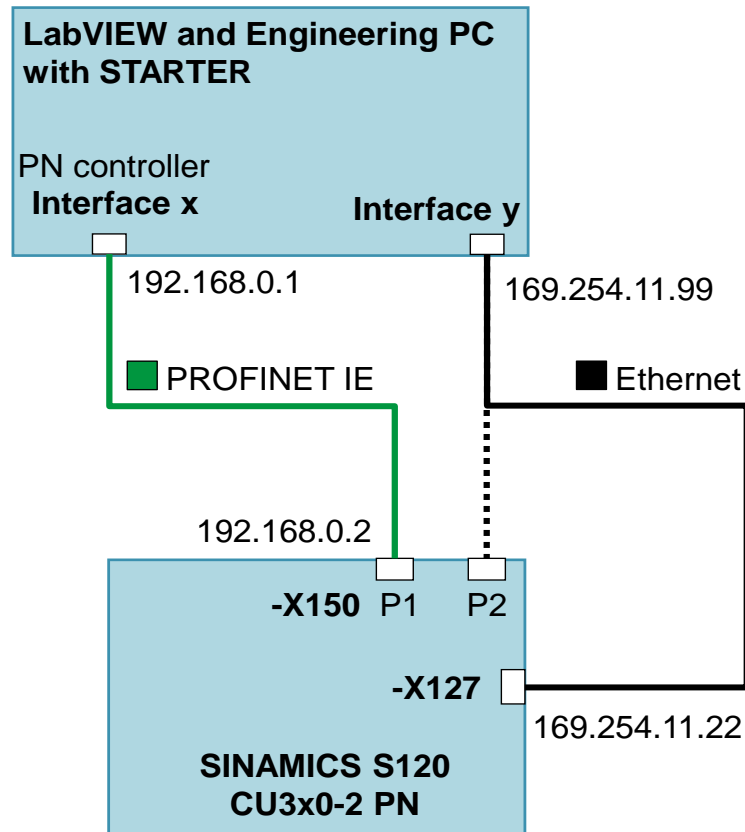 LabVIEW and Engineering PC
with STARTER
PN controller
Interface x
Interface y
192.168.0.1
169.254.11.99
PROFINET IE
Ethernet
192.168.0.2
-X150 P1 P2
-X127
169.254.11.22
SINAMICS S120
CU3x0-2 PN